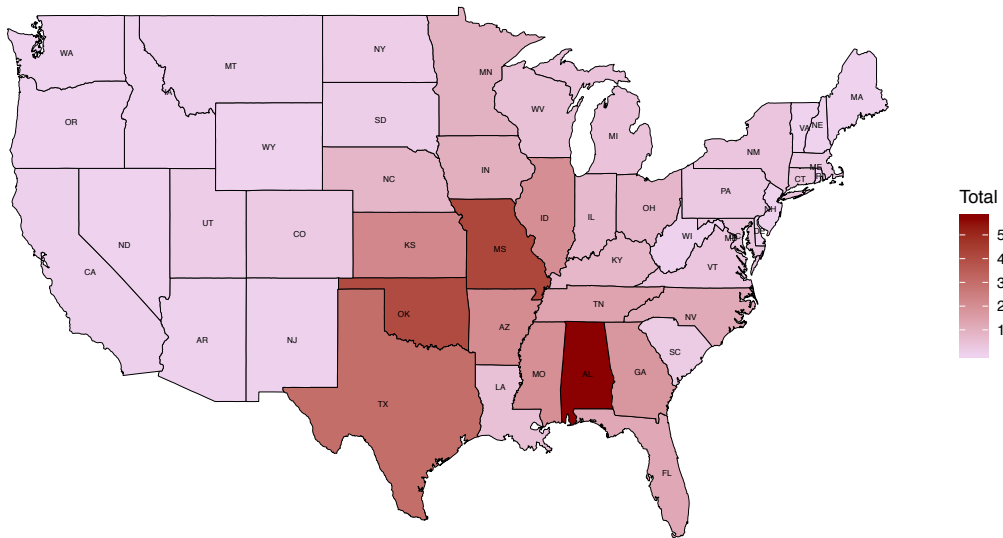 WA
MT
NY
MN
OR
SD
WY
WV
MI
MA
VA
NE
NM
ME
CT
IN
NC
PA
NH
OH
IL
ID
UT
CO
ND
CA
KS
MS
KY
WI
VT
TN
NV
AR
NJ
OK
AZ
SC
TX
LA
MO
AL
GA
FL
Total
5
4
3
2
1